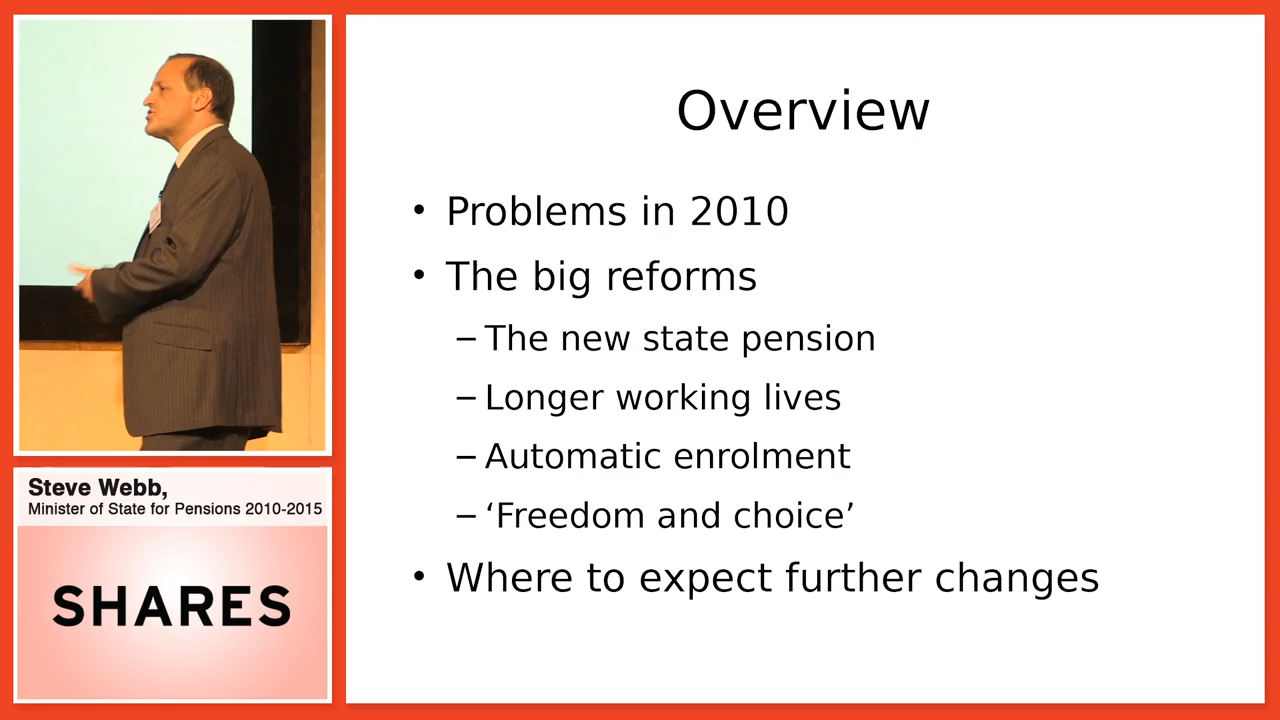 Steve Webb,
Minister of State for Pensions 2010-2015
SHARES
Overview
• Problems in 2010
• The big reforms
– The new state pension
– Longer working lives
– Automatic enrolment
– ‘Freedom and choice’
• Where to expect further changes